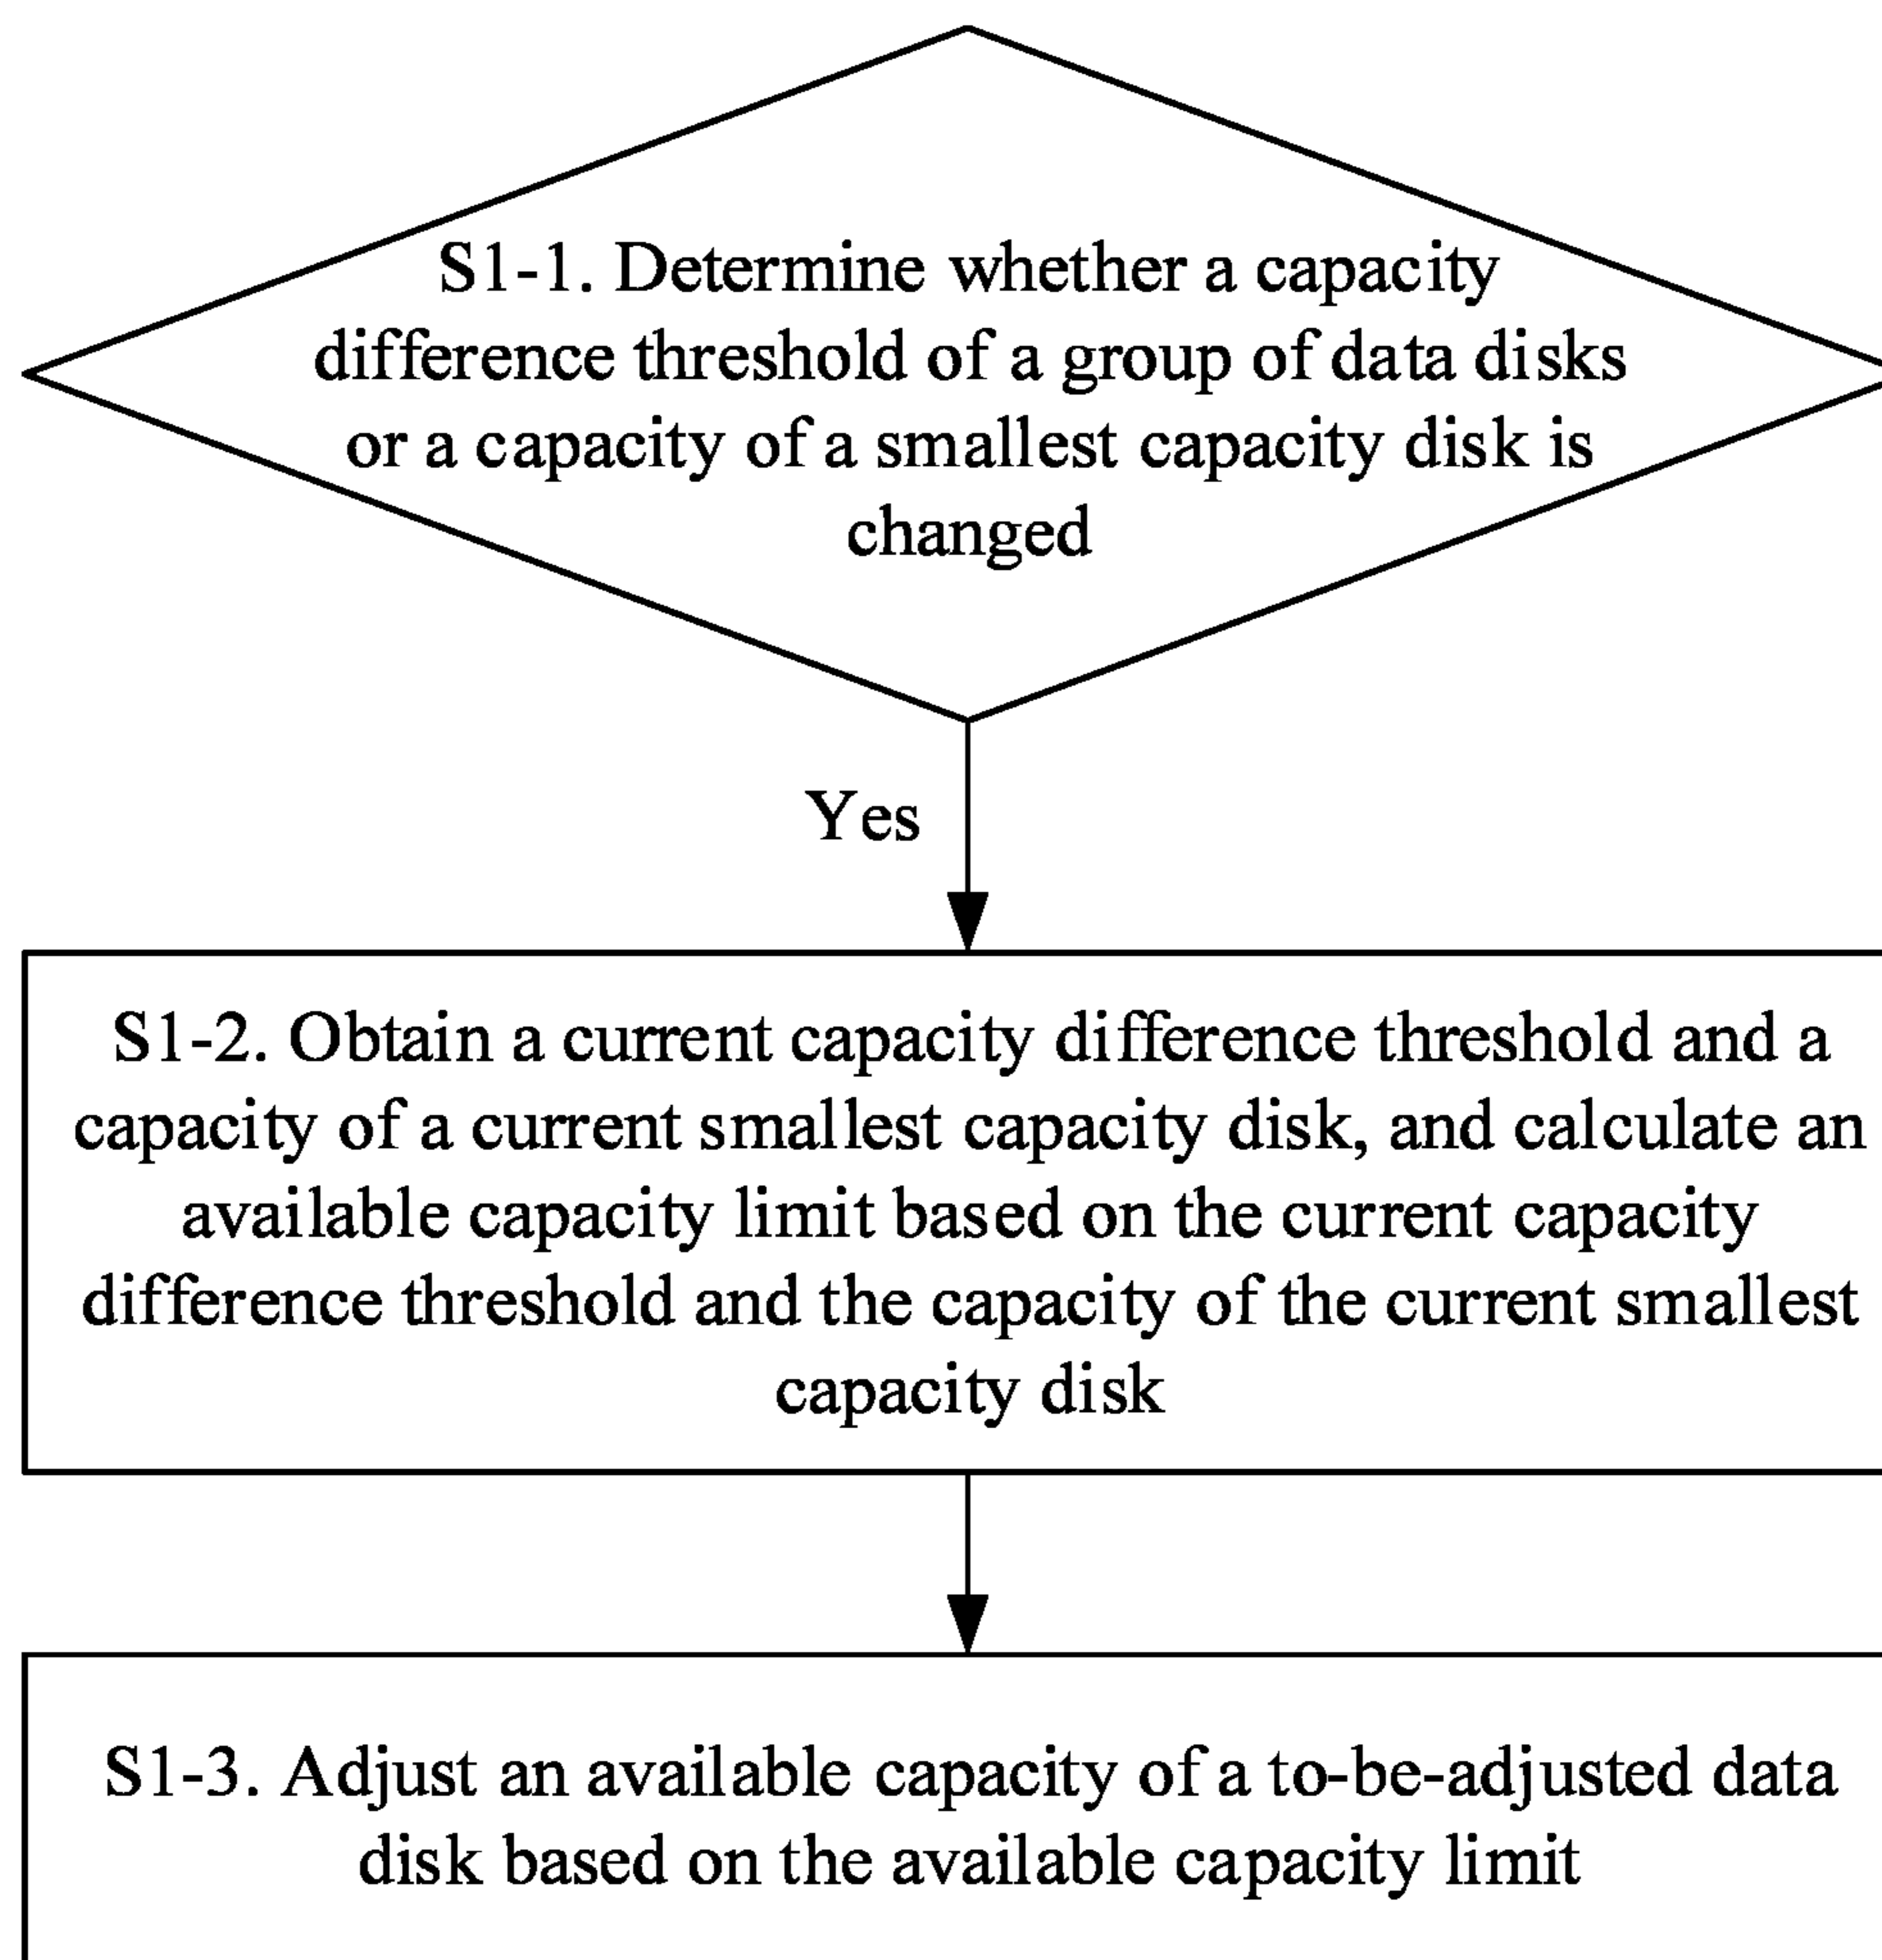 S1-1. Determine whether a capacity
difference threshold of a group of data disks
or a capacity of a smallest capacity disk is
changed
Yes
S1-2. Obtain a current capacity difference threshold and a
capacity of a current smallest capacity disk, and calculate an
available capacity limit based on the current capacity
difference threshold and the capacity of the current smallest
capacity disk
S1-3. Adjust an available capacity of a to-be-adjusted data
disk based on the available capacity limit